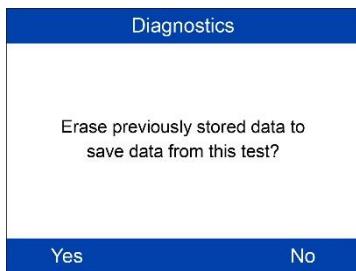 Diagnostics
Erase previously stored data to
save data from this test?
Yes No